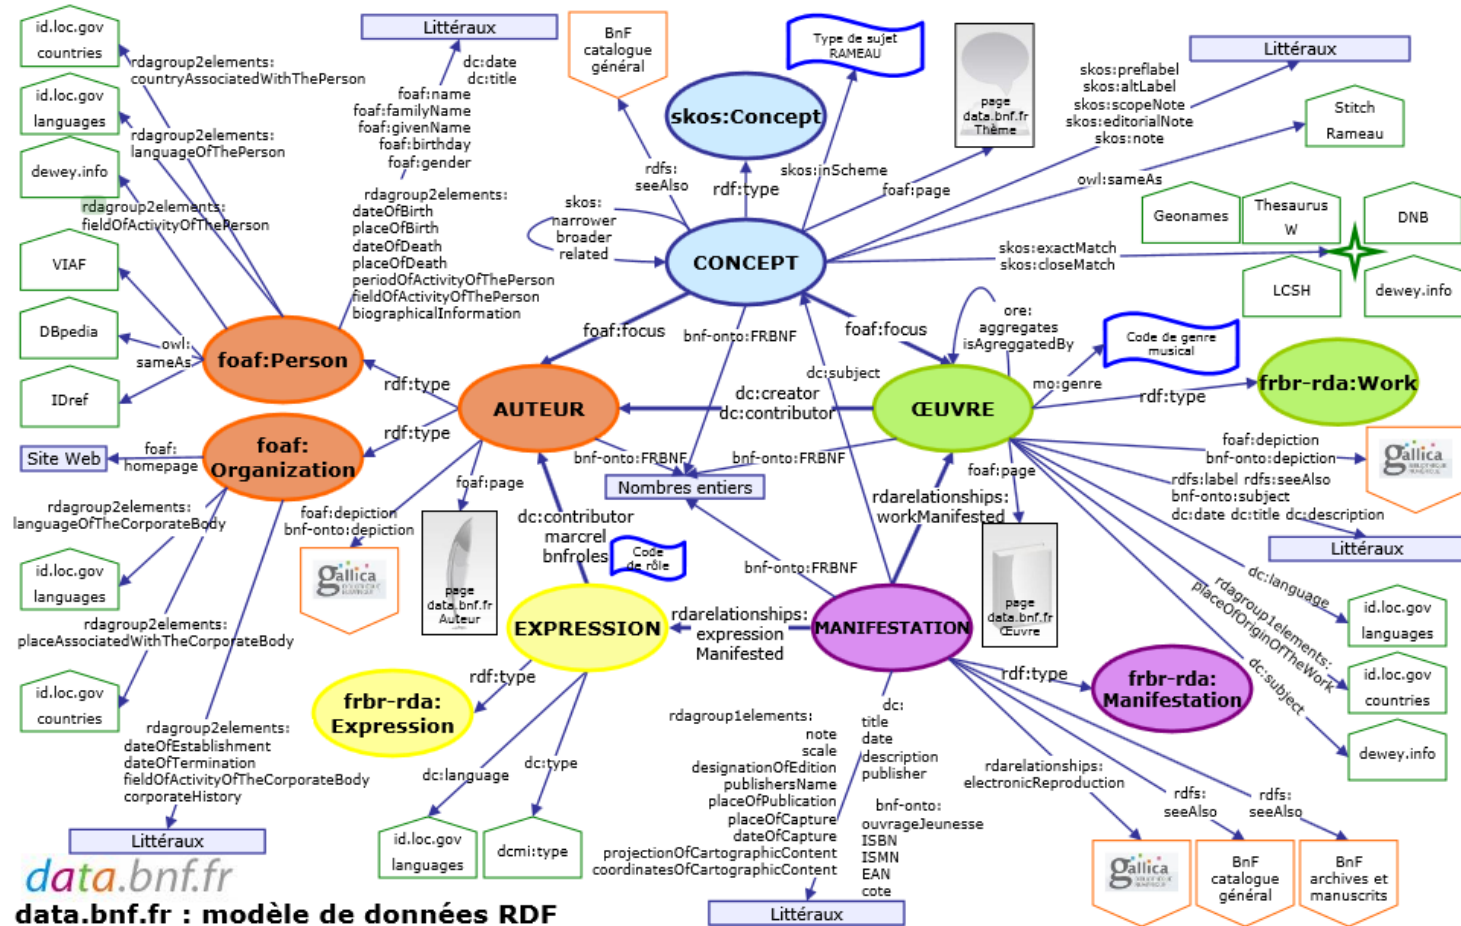 id.loc.gov
countries
rdagroup2elements:
countryAssociatedWithThePerson
id.loc.gov
languages
rdagroup2elements:
languageOfThePerson
dewey.info
rdagroup2elements:
fieldOfActivityOfThePerson
VIAF
DBpedia
IDref
owl:
sameAs
Littéraux
dc:date
dc:title
foaf:name
foaf:familyName
foaf:givenName
foaf:birthday
foaf:gender
rdagroup2elements:
dateOfBirth
placeOfBirth
dateOfDeath
placeOfDeath
periodOfActivityOfThePerson
fieldOfActivityOfThePerson
biographicalInformation
BnF
catalogue
général
rdfs:
seeAlso
skos:Concept
rdf:type
Type de sujet
RAMEAU
skos:inScheme
page
data.bnf.fr
Thème
foaf:page
Littéraux
skos:preflabel
skos:altLabel
skos:scopeNote
skos:editorialNote
skos:note
Stitch
Rameau
owl:sameAs
skos:
narrower
broader
related
CONCEPT
skos:exactMatch
skos:closeMatch
Geonames
Thesaurus
W
DNB
LCSH
dewey.info
foaf:focus
bnf-onto:FRBNF
foaf:focus
dc:subject
ore:
aggregates
isAgreggatedBy
Code de genre
musical
mo:genre
rdf:type
frbr-rda:Work
foaf:Person
rdf:type
AUTEUR
dc:creator
dc:contributor
ŒUVRE
rdf:type
foaf:
Organization
foaf:
homepage
Site Web
bnf-onto:FRBNF
bnf-onto:FRBNF
Nombres entiers
foaf:page
foaf:depiction
bnf-onto:depiction
gallica
page
data.bnf.fr
Auteur
foaf:page
page
data.bnf.fr
Œuvre
foaf:depiction
bnf-onto:depiction
gallica
rdfs:label rdfs:seeAlso
bnf-onto:subject
dc:date dc:title dc:description
Littéraux
dc:language
id.loc.gov
languages
rdagroup1elements:
placeOfOriginOfTheWork
id.loc.gov
countries
dc:subject
dewey.info
rdagroup2elements:
languageOfTheCorporateBody
id.loc.gov
languages
rdagroup2elements:
placeAssociatedWithTheCorporateBody
id.loc.gov
countries
rdagroup2elements:
dateOfEstablishment
dateOfTermination
fieldOfActivityOfTheCorporateBody
corporateHistory
Littéraux
dc:contributor
marcrel
bnfroles
Code
de rôle
rdarelationships:
workManifested
bnf-onto:FRBNF
EXPRESSION
rdarelationships:
expression
Manifested
MANIFESTATION
rdf:type
frbr-rda:
Expression
dc:language
id.loc.gov
languages
dc:type
dcmi:type
rdf:type
frbr-rda:
Manifestation
rdagroup1elements:
note
scale
designationOfEdition
publishersName
placeOfPublication
placeOfCapture
dateOfCapture
projectionOfCartographicContent
coordinatesOfCartographicContent
dc:
title
date
description
publisher
bnf-onto:
ouvrageJeunesse
ISBN
ISMN
EAN
cote
Littéraux
rdarelationships:
electronicReproduction
gallica
rdfs:
seeAlso
BnF
catalogue
général
rdfs:
seeAlso
BnF
archives et
manuscrits
data.bnf.fr
data.bnf.fr : modèle de données RDF